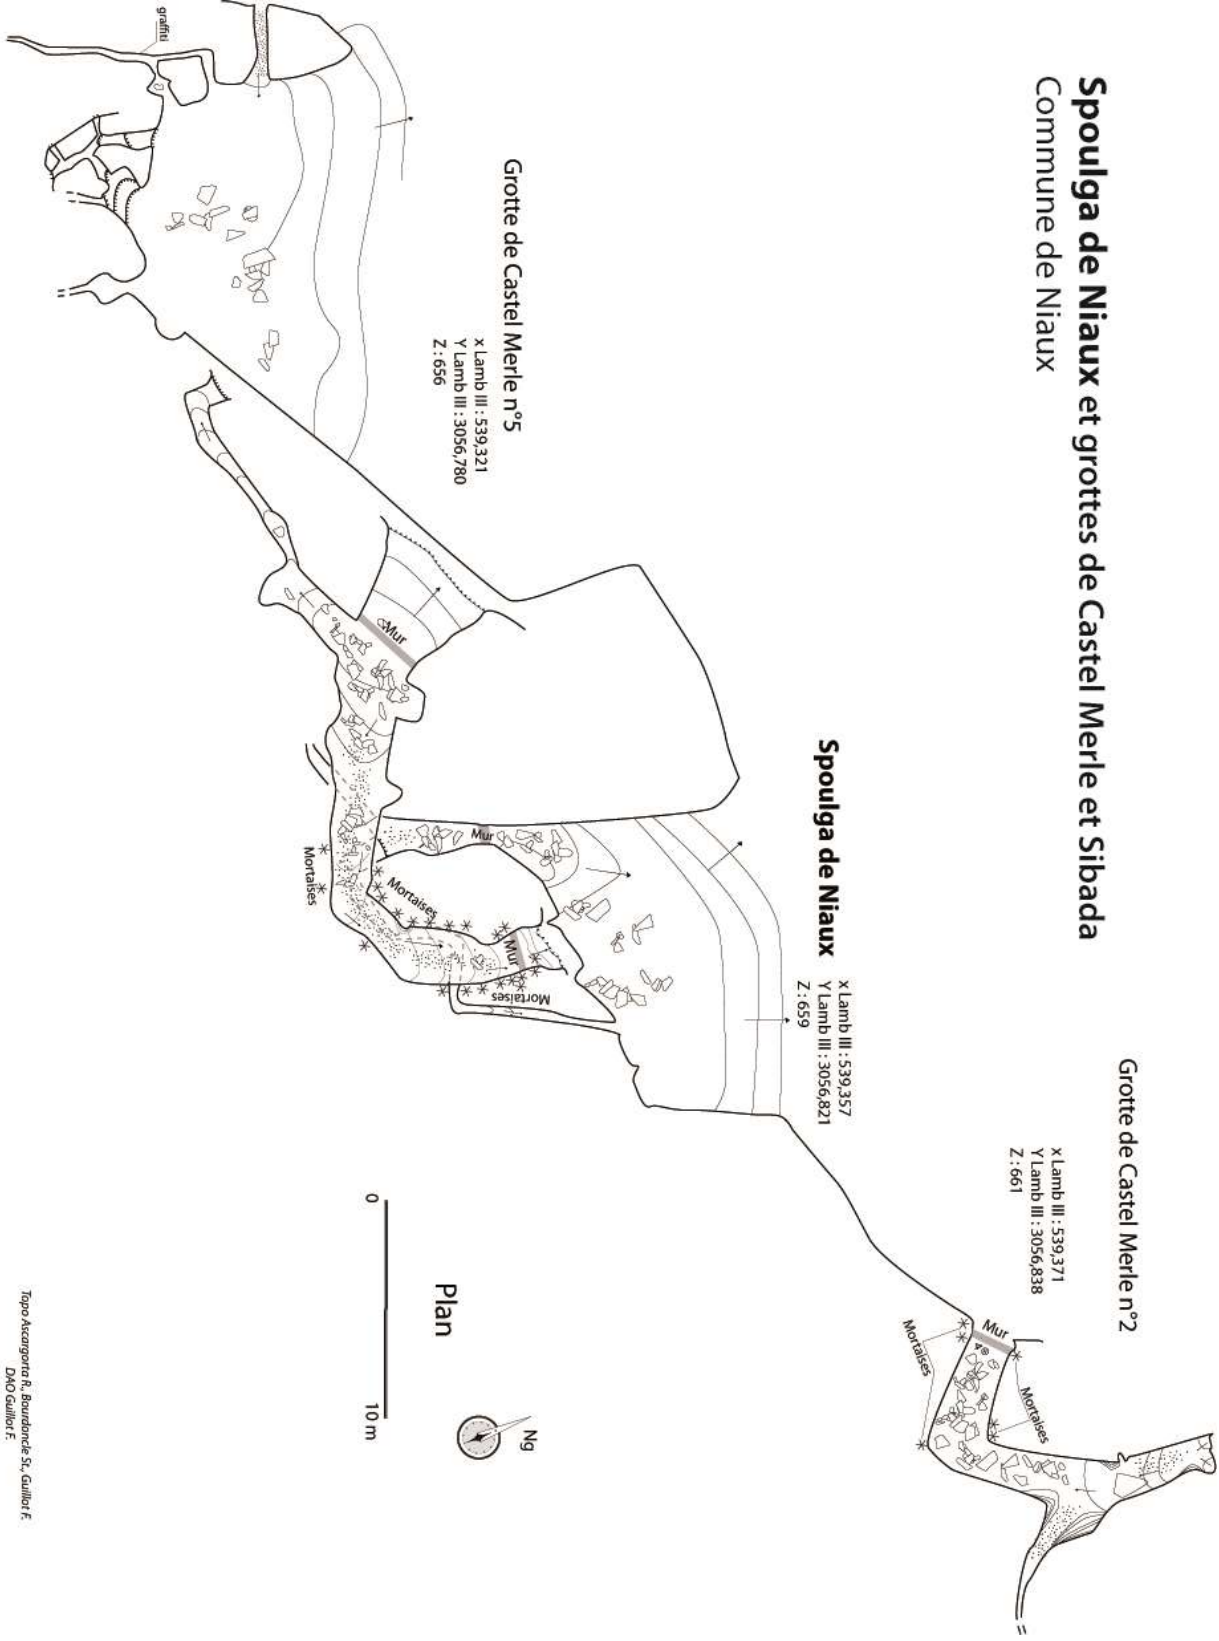 Spoulga de Niaux et grottes de Castel Merle et Sibada
Commune de Niaux
Grotte de Castel Merle n°2
x Lamb III : 539,371
Y Lamb III : 3056,838
Z : 661
Mur
Mortaises
Mortaises
Spoulga de Niaux
x Lamb III : 539,357
Y Lamb III : 3056,821
Z : 659
Grotte de Castel Merle n°5
x Lamb III : 539,321
Y Lamb III : 3056,780
Z : 656
Mur
Mur
Mur
Mortaises
Mortaises
Mortaises
graffiti
Ng
Plan
0 10 m
Topo Ascargorta R., Bourdoncle St., Guillot F.
DAO Guillot F.